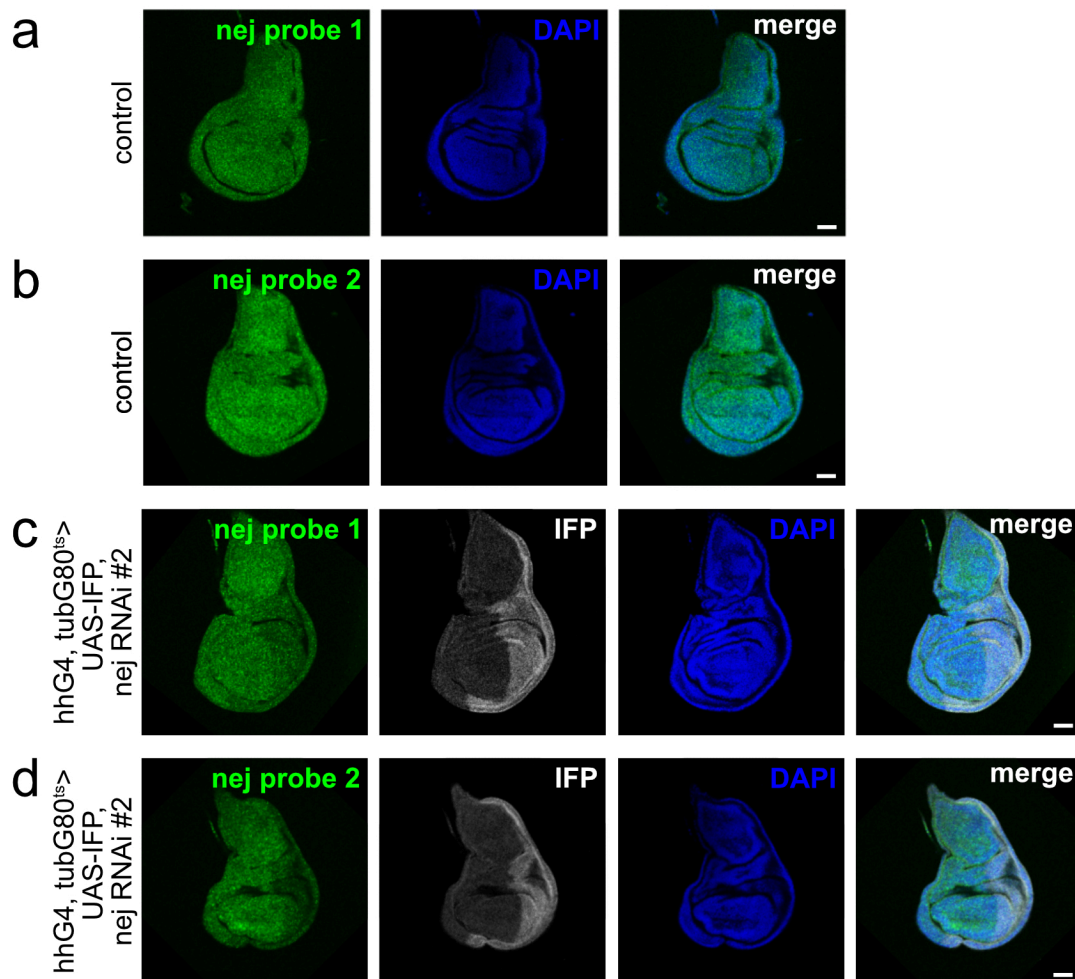 a
control
nej probe 1
DAPI
merge
b
control
nej probe 2
DAPI
merge
c
hhG4, tubG80ts>
UAS-IFP,
nej RNAi #2
nej probe 1
IFP
DAPI
merge
d
hhG4, tubG80ts>
UAS-IFP,
nej RNAi #2
nej probe 2
IFP
DAPI
merge